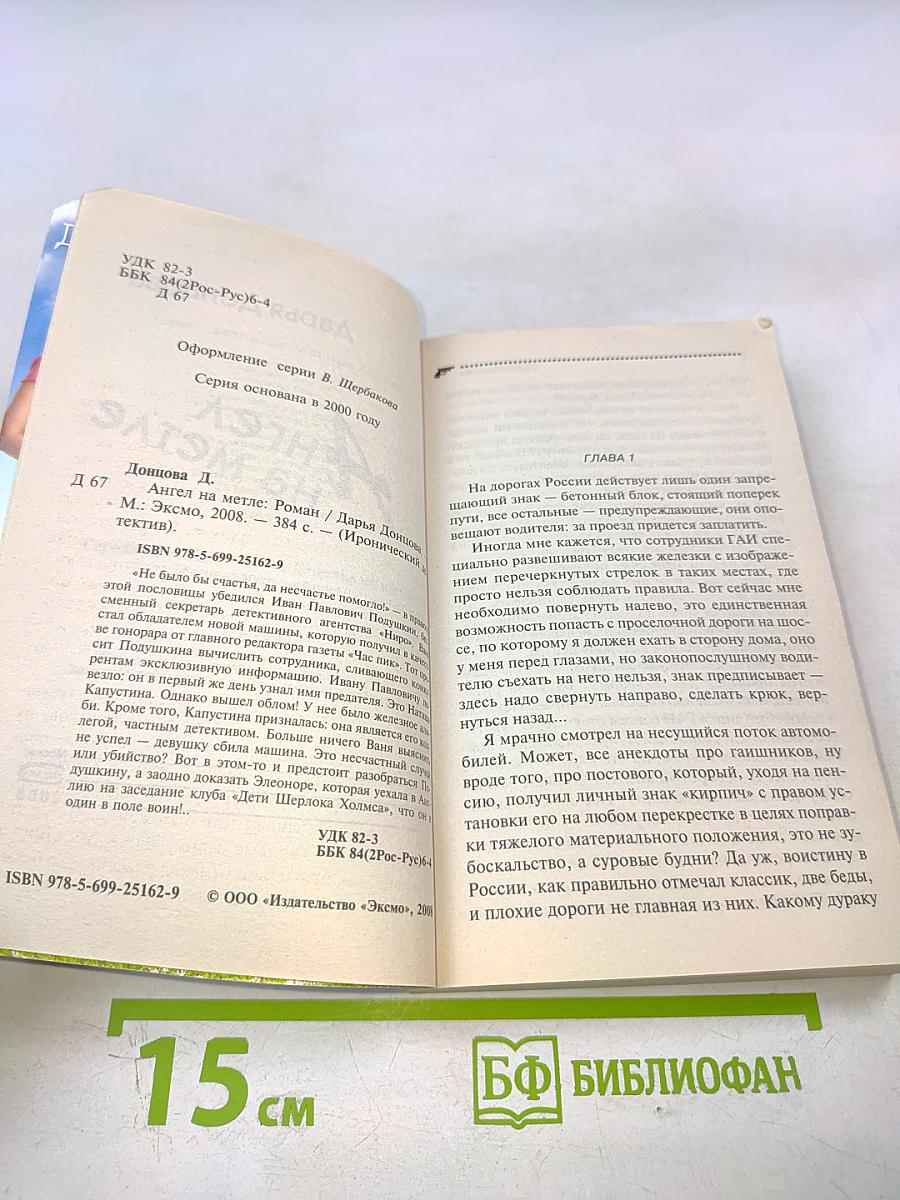 УДК 82-3
ББК 84(2Рос-Рус)6-4
Д 67
Оформление серии В. Щербакова
Серия основана в 2000 году
Донцова Д.
Д 67 Ангел на метле: Роман / Дарья Донцова
М.: Эксмо, 2008. — 384 с. — (Иронический
тектив).
ISBN 978-5-699-25162-9
«Не было бы счастья, да несчастье помогло!» — в
этой пословицы убедился Иван Павлович Подушкин,
сменный секретарь детективного агентства «Ниро».
стал обладателем новой машины, которую получил в
ве гонорара от главного редактора газеты «Час пик». Тот
сит Подушкина вычислить сотрудника, сливающего
рентам эксклюзивную информацию. Ивану Павловичу
везло: он в первый же день узнал имя предателя. Это
Капустина. Однако вышел облом! У нее было железное
би. Кроме того, Капустина призналась: она является его
легой, частным детективом. Больше ничего Ваня
не успел — девушку сбила машина. Это несчастный
или убийство? Вот в этом-то и предстоит разобраться
душкину, а заодно доказать Элеоноре, которая уехала в
лию на заседание клуба «Дети Шерлока Холмса», что он
один в поле воин!..
УДК 82-3
ББК 84(2Рос-Рус)6-4
ISBN 978-5-699-25162-9 © ООО «Издательство «Эксмо», 2008
ГЛАВА 1
На дорогах России действует лишь один запре-
щающий знак — бетонный блок, стоящий поперек
пути, все остальные — предупреждающие, они опо-
вещают водителя: за проезд придется заплатить.
Иногда мне кажется, что сотрудники ГАИ спе-
циально развешивают всякие железки с изображе-
нием перечеркнутых стрелок в таких местах, где
просто нельзя соблюдать правила. Вот сейчас мне
необходимо повернуть налево, это единственная
возможность попасть с проселочной дороги на шос-
се, по которому я должен ехать в сторону дома, оно
у меня перед глазами, но законопослушному води-
телю съехать на него нельзя, знак предписывает —
здесь надо свернуть направо, сделать крюк, вер-
нуться назад...
Я мрачно смотрел на несущийся поток автомо-
билей. Может, все анекдоты про гаишников, ну
вроде того, про постового, который, уходя на пен-
сию, получил личный знак «кирпич» с правом ус-
тановки его на любом перекрестке в целях поправ-
ки тяжелого материального положения, это не зу-
боскальство, а суровые будни? Да уж, воистину в
России, как правильно отмечал классик, две беды,
и плохие дороги не главная из них. Какому дураку
15 см
БФ БИБЛИОФАН